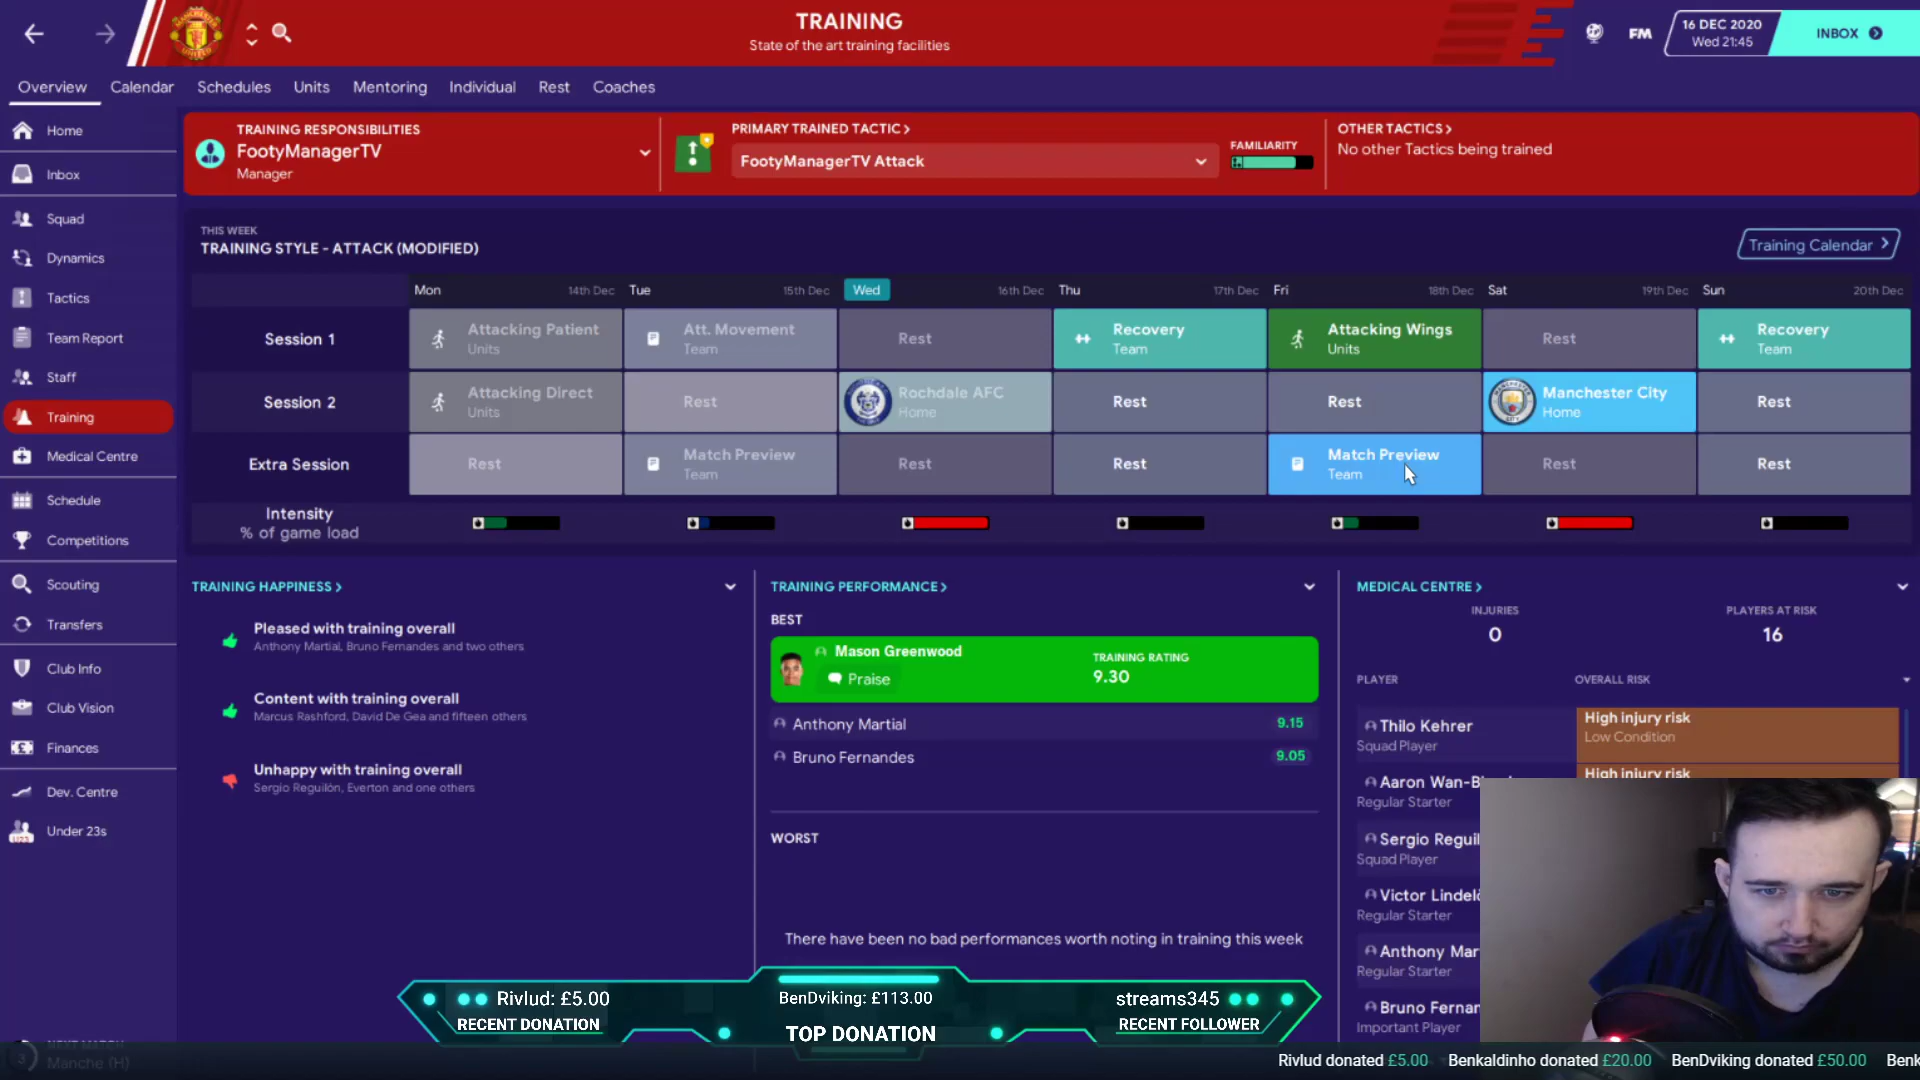 TRAINING
State of the art training facilities
FM
16 DEC 2020
Wed 21:45
INBOX
Overview
Calendar
Schedules
Units
Mentoring
Individual
Rest
Coaches
Home
Inbox
Squad
Dynamics
Tactics
Team Report
Staff
Training
Medical Centre
Schedule
Competitions
Scouting
Transfers
Club Info
Club Vision
Finances
Dev. Centre
Under 23s
Manche (H)
TRAINING RESPONSIBILITIES
FootyManagerTV
Manager
PRIMARY TRAINED TACTIC >
FootyManagerTV Attack
FAMILIARITY
OTHER TACTICS >
No other Tactics being trained
THIS WEEK
TRAINING STYLE - ATTACK (MODIFIED)
Training Calendar >
Mon 14th Dec Tue 15th Dec Wed 16th Dec Thu 17th Dec Fri 18th Dec Sat 19th Dec Sun 20th Dec
Session 1
Attacking Patient
Units
Att. Movement
Team
Rest
Recovery
Team
Attacking Wings
Units
Rest
Recovery
Team
Session 2
Attacking Direct
Units
Rest
Rochdale AFC
Home
Rest
Rest
Manchester City
Home
Rest
Extra Session
Rest
Match Preview
Team
Rest
Rest
Match Preview
Team
Rest
Rest
Intensity
% of game load
TRAINING HAPPINESS >
Pleased with training overall
Anthony Martial, Bruno Fernandes and two others
Content with training overall
Marcus Rashford, David De Gea and fifteen others
Unhappy with training overall
Sergio Reguilón, Everton and one others
TRAINING PERFORMANCE >
BEST
Mason Greenwood
Praise
TRAINING RATING
9.30
Anthony Martial 9.15
Bruno Fernandes 9.05
WORST
There have been no bad performances worth noting in training this week
MEDICAL CENTRE >
INJURIES
0
PLAYERS AT RISK
16
PLAYER
OVERALL RISK
Thilo Kehrer
Squad Player
High injury risk
Low Condition
Aaron Wan-B
Regular Starter
High injury risk
Sergio Reguil
Squad Player
Victor Lindel
Regular Starter
Anthony Mar
Regular Starter
Bruno Fernan
Important Player
Rivlud: £5.00
RECENT DONATION
BenDviking: £113.00
TOP DONATION
streams345
RECENT FOLLOWER
Rivlud donated £5.00 Benkaldinho donated £20.00 BenDviking donated £50.00 Benk